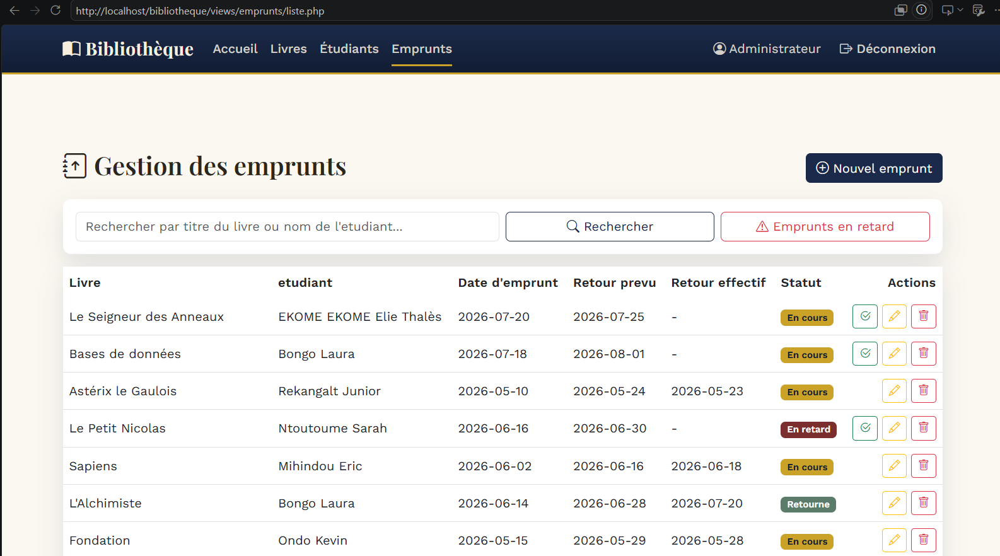 http://localhost/bibliotheque/views/emprunts/liste.php
Bibliothèque Accueil Livres Étudiants Emprunts Administrateur Déconnexion
Gestion des emprunts
Nouvel emprunt
Rechercher par titre du livre ou nom de l'etudiant... Rechercher Emprunts en retard
Livre etudiant Date d'emprunt Retour prevu Retour effectif Statut Actions
Le Seigneur des Anneaux EKOME EKOME Elie Thalès 2026-07-20 2026-07-25 - En cours
Bases de données Bongo Laura 2026-07-18 2026-08-01 - En cours
Astérix le Gaulois Rekangalt Junior 2026-05-10 2026-05-24 2026-05-23 En cours
Le Petit Nicolas Ntoutoume Sarah 2026-06-16 2026-06-30 - En retard
Sapiens Mihindou Eric 2026-06-02 2026-06-16 2026-06-18 En cours
L'Alchimiste Bongo Laura 2026-06-14 2026-06-28 2026-07-20 Retourne
Fondation Ondo Kevin 2026-05-15 2026-05-29 2026-05-28 En cours